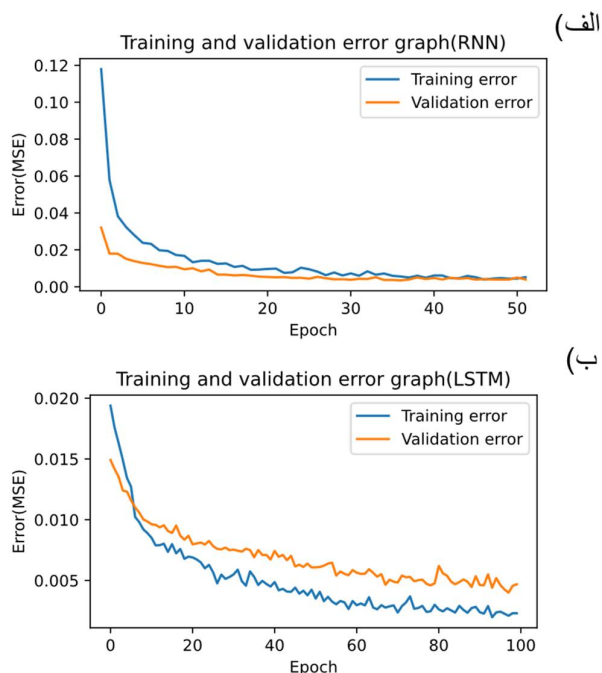 الف)
Training and validation error graph(RNN)
0.12
0.10
0.08
0.06
0.04
0.02
0.00
Error(MSE)
Training error
Validation error
0 10 20 30 40 50
Epoch
ب)
Training and validation error graph(LSTM)
0.020
0.015
0.010
0.005
Error(MSE)
Training error
Validation error
0 20 40 60 80 100
Epoch